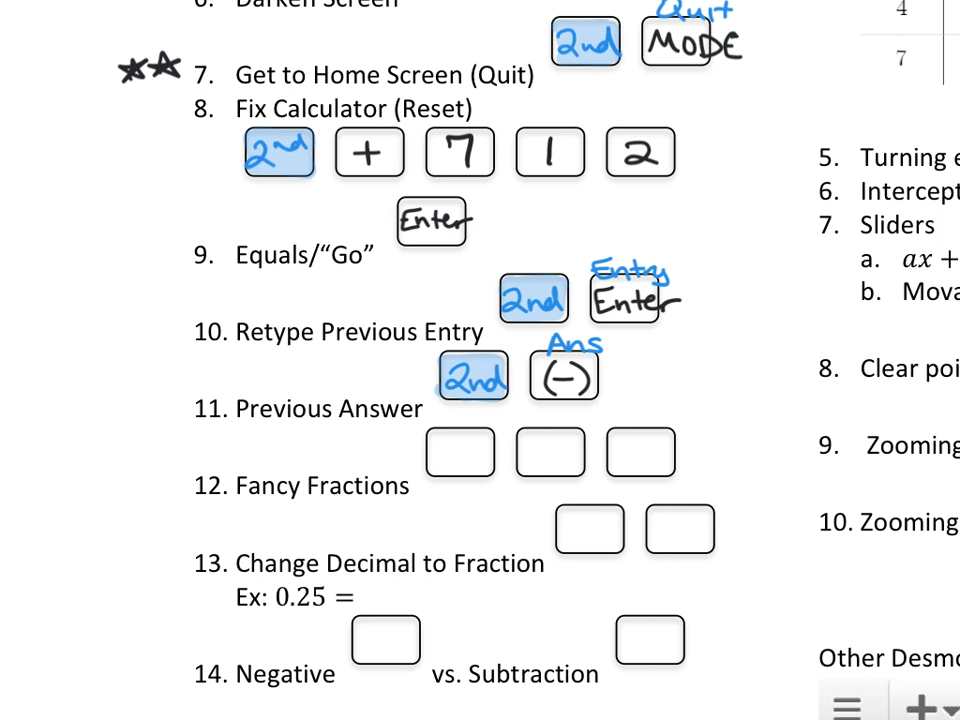 6. Darken Screen
Quit
2nd MODE
★★ 7. Get to Home Screen (Quit)
8. Fix Calculator (Reset)
2nd + 7 1 2
Enter
9. Equals/“Go”
Entry
2nd Enter
10. Retype Previous Entry
Ans
2nd (-)
11. Previous Answer
12. Fancy Fractions
13. Change Decimal to Fraction
Ex: 0.25 =
14. Negative vs. Subtraction
4
7
5. Turning e
6. Intercept
7. Sliders
a. ax +
b. Mova
8. Clear poi
9. Zooming
10. Zooming
Other Desmo